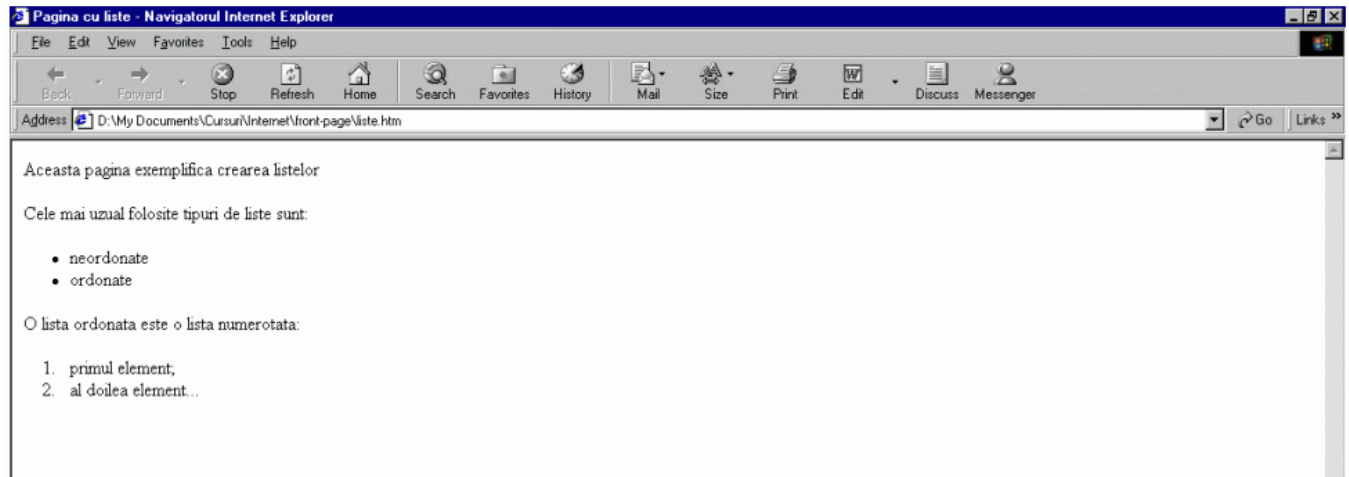 Pagina cu liste - Navigatorul Internet Explorer
File Edit View Favorites Tools Help
Back Forward Stop Refresh Home Search Favorites History Mail Size Print Edit Discuss Messenger
Address D:\My Documents\Cursuri\Internet\front-page\liste.htm Go Links »
Aceasta pagina exemplifica crearea listelor
Cele mai uzual folosite tipuri de liste sunt:
• neordonate
• ordonate
O lista ordonata este o lista numerotata:
1. primul element;
2. al doilea element...